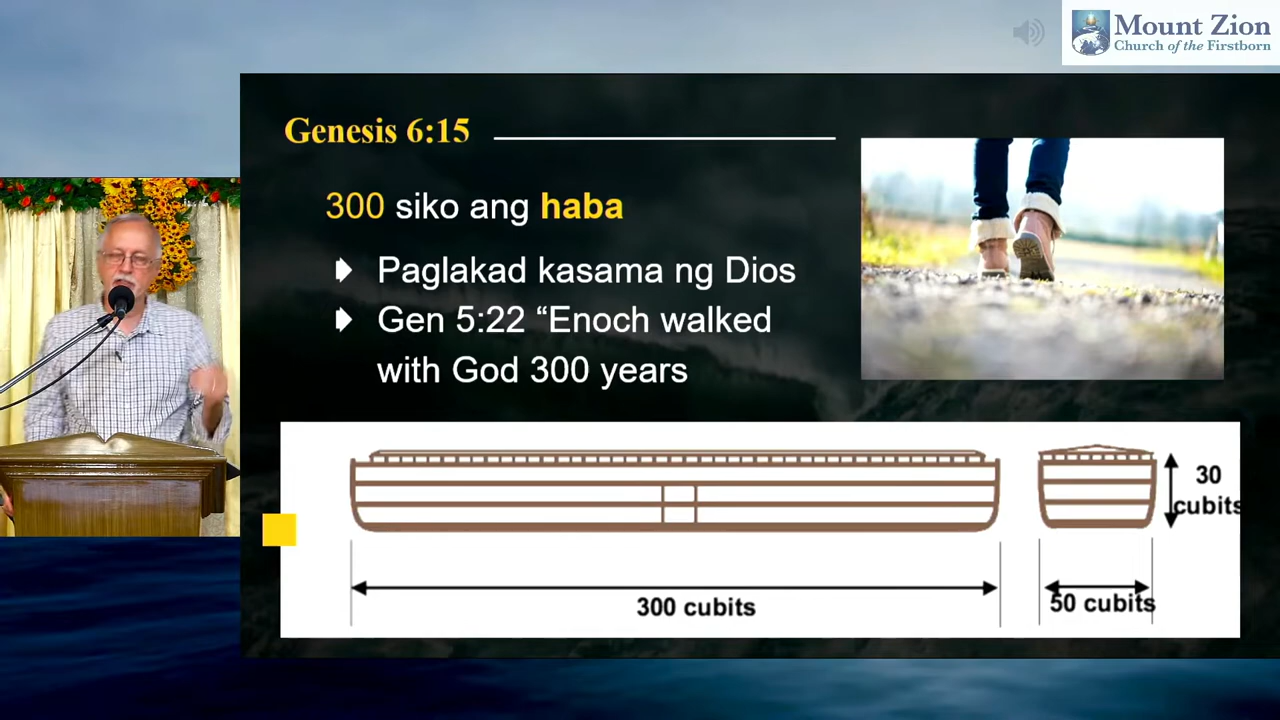 Mount Zion
Church of the Firstborn
Genesis 6:15
300 siko ang haba
Paglakad kasama ng Dios
Gen 5:22 “Enoch walked
with God 300 years
30
cubits
300 cubits
50 cubits